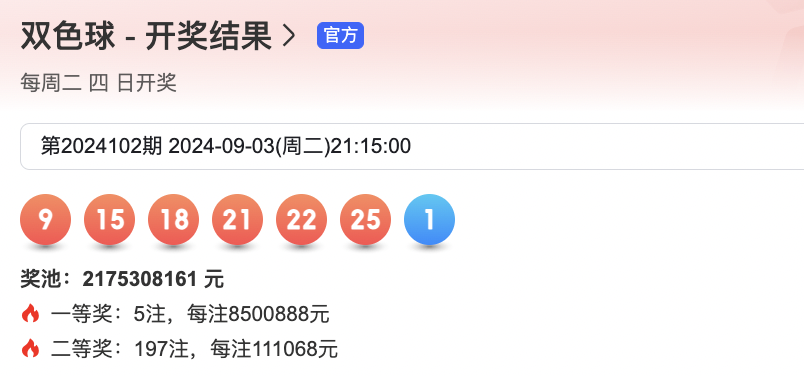 双色球 - 开奖结果 > 官方
每周二 四 日开奖
第2024102期 2024-09-03(周二)21:15:00
9 15 18 21 22 25 1
奖池：2175308161 元
一等奖：5注，每注8500888元
二等奖：197注，每注111068元